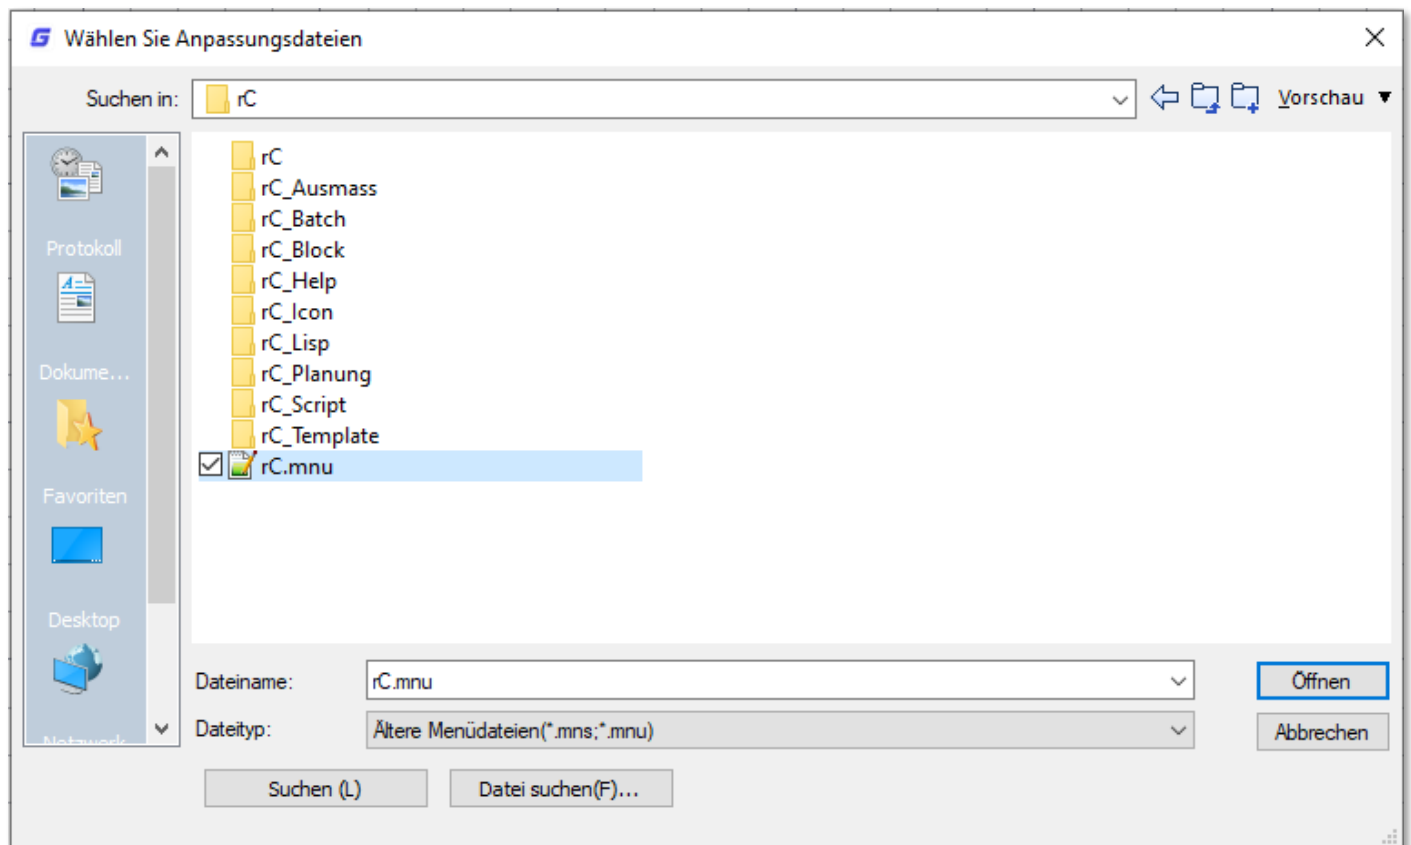 Wählen Sie Anpassungsdateien
Suchen in:
rC
Vorschau
Protokoll
Dokume...
Favoriten
Desktop
Netzwerk
rC
rC_Ausmass
rC_Batch
rC_Block
rC_Help
rC_Icon
rC_Lisp
rC_Planung
rC_Script
rC_Template
rC.mnu
Dateiname:
rC.mnu
Öffnen
Dateityp:
Ältere Menüdateien(*.mns;*.mnu)
Abbrechen
Suchen (L)
Datei suchen(F)...